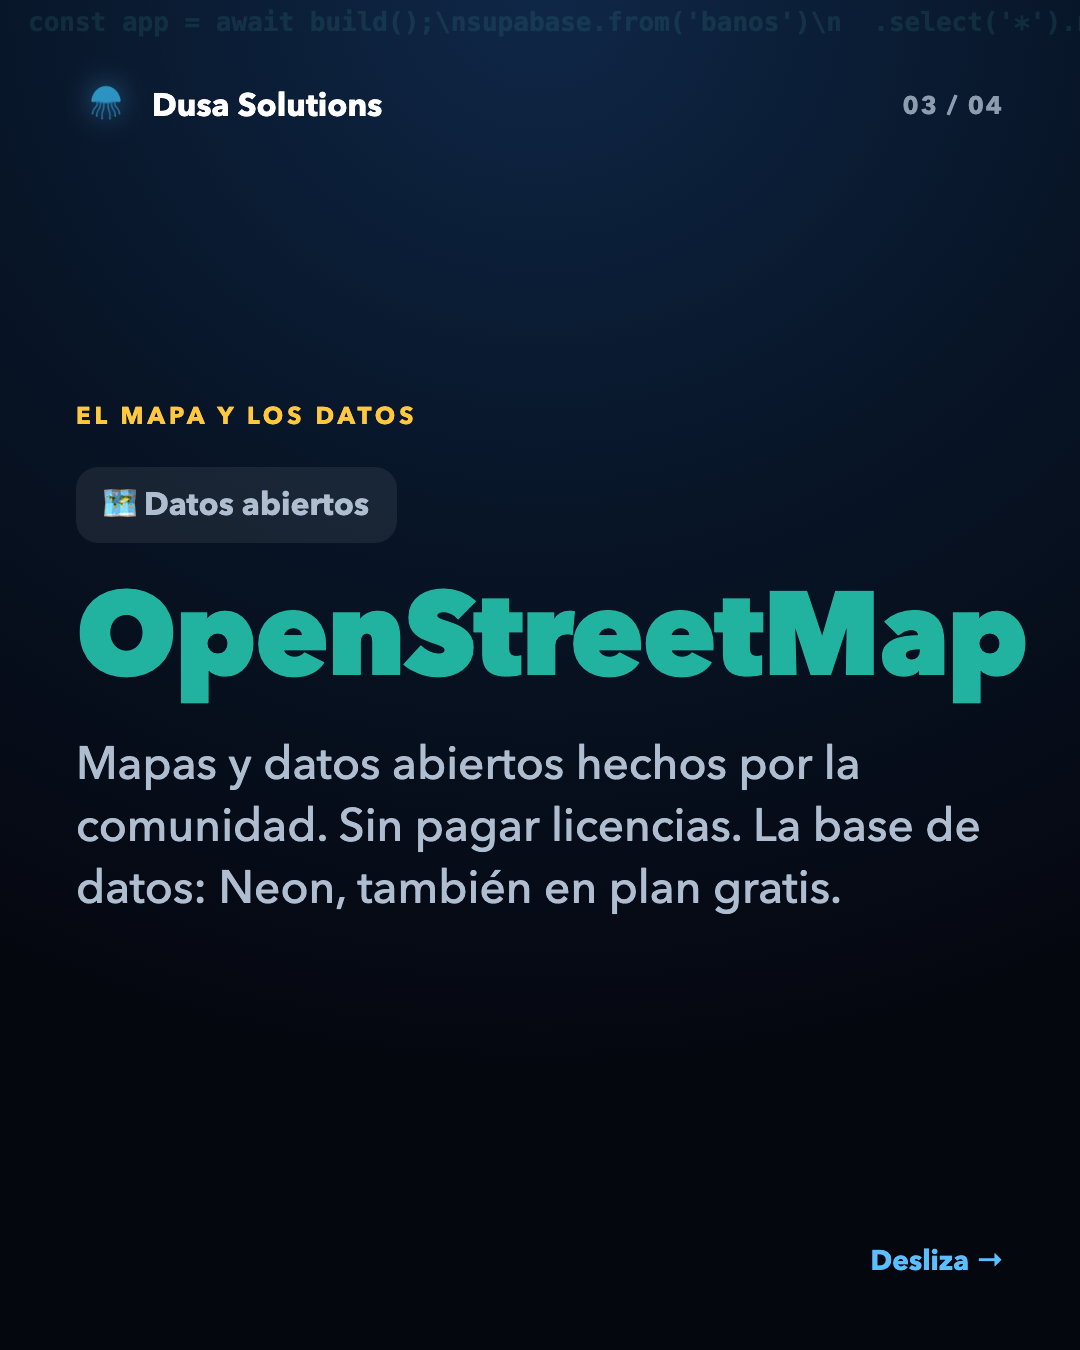 const app = await build();\nsupabase.from('banos')\n  .select('*').
Dusa Solutions
03 / 04
EL MAPA Y LOS DATOS
Datos abiertos
OpenStreetMap
Mapas y datos abiertos hechos por la
comunidad. Sin pagar licencias. La base de
datos: Neon, también en plan gratis.
Desliza →